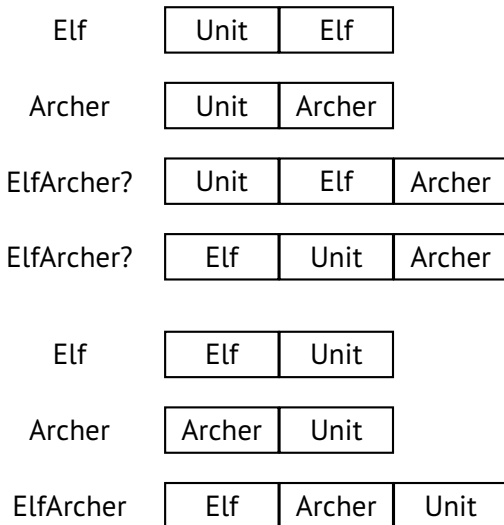 Elf Unit Elf
Archer Unit Archer
ElfArcher? Unit Elf Archer
ElfArcher? Elf Unit Archer
Elf Elf Unit
Archer Archer Unit
ElfArcher Elf Archer Unit